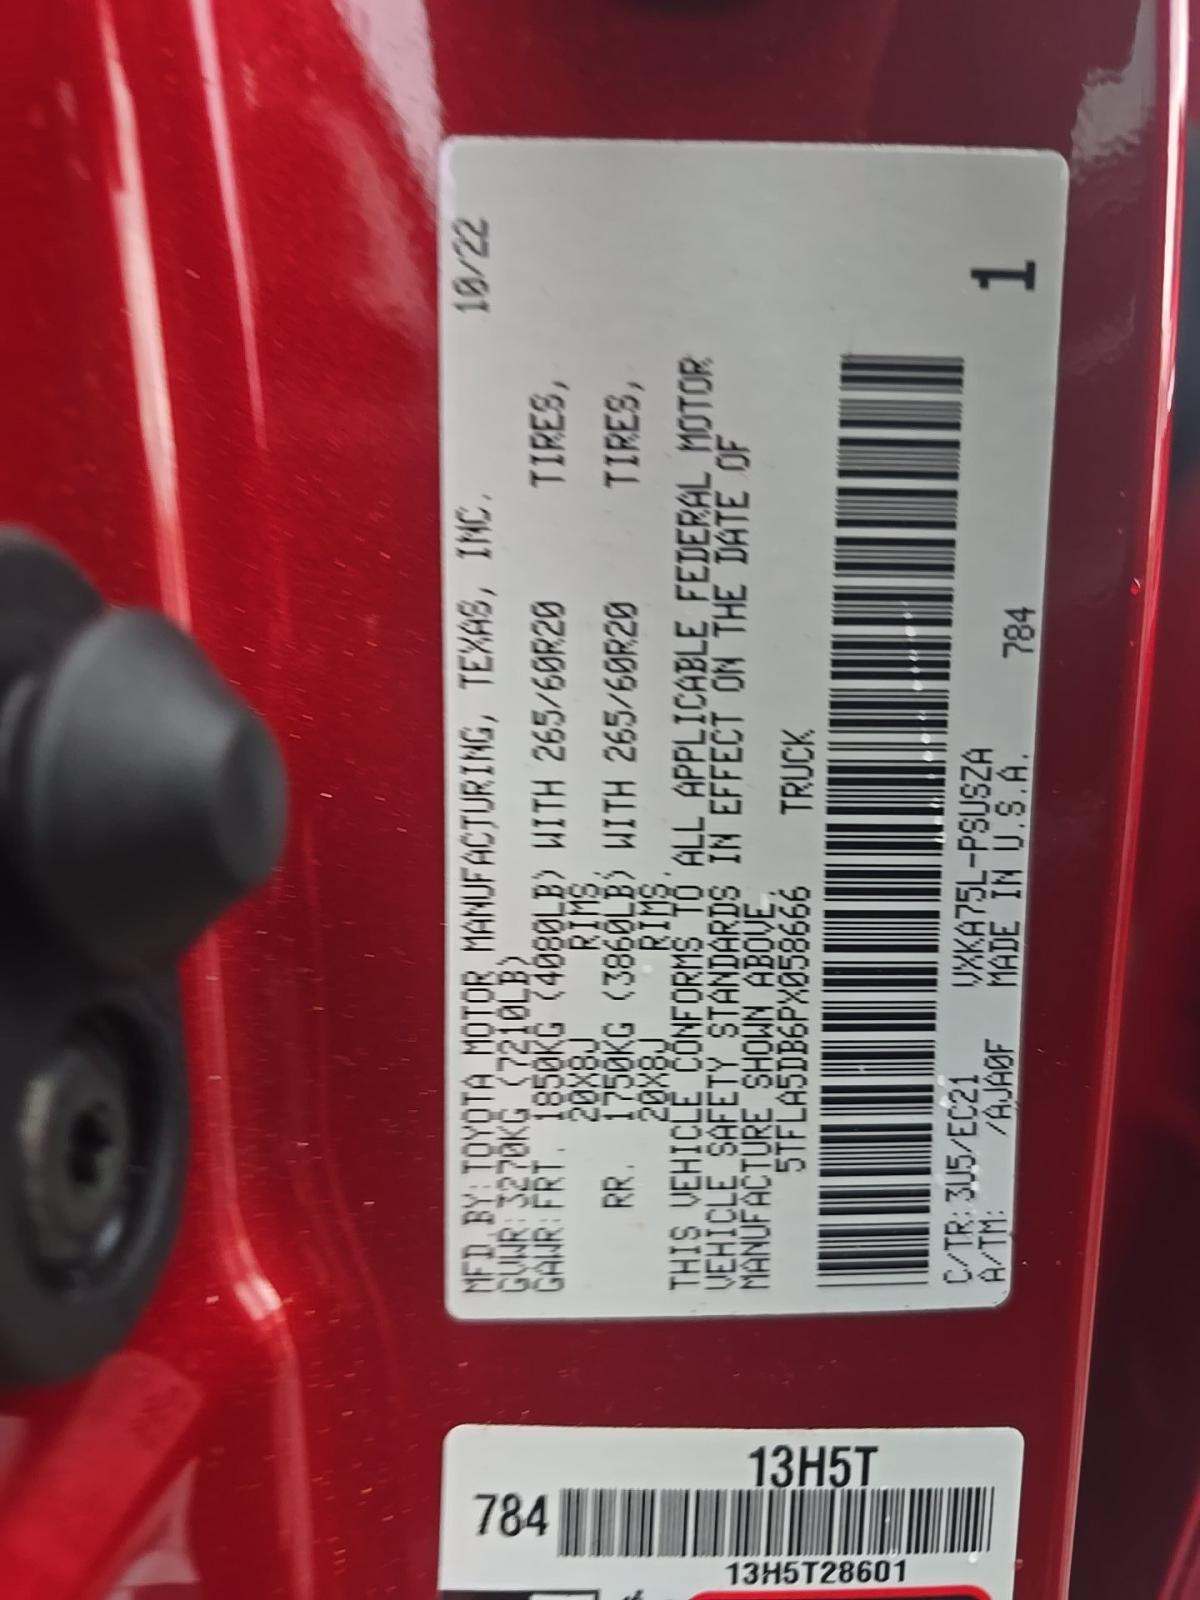 MFD. BY: TOYOTA MOTOR MANUFACTURING, TEXAS, INC. 10/22
GVWR: 3270KG (7210LB)
GAWR: FRT. 1850KG (4080LB) WITH 265/60R20 TIRES,
20X8J RIMS,
RR. 1750KG (3860LB) WITH 265/60R20 TIRES,
20X8J RIMS.
THIS VEHICLE CONFORMS TO ALL APPLICABLE FEDERAL MOTOR
VEHICLE SAFETY STANDARDS IN EFFECT ON THE DATE OF
MANUFACTURE SHOWN ABOVE.
5TFLA5DB6PX058666 TRUCK
C/TR: 3U5/EC21 VXKA75L-PSUSZA
A/TM: /AJA0F MADE IN U.S.A. 784
1
13H5T
784
13H5T28601